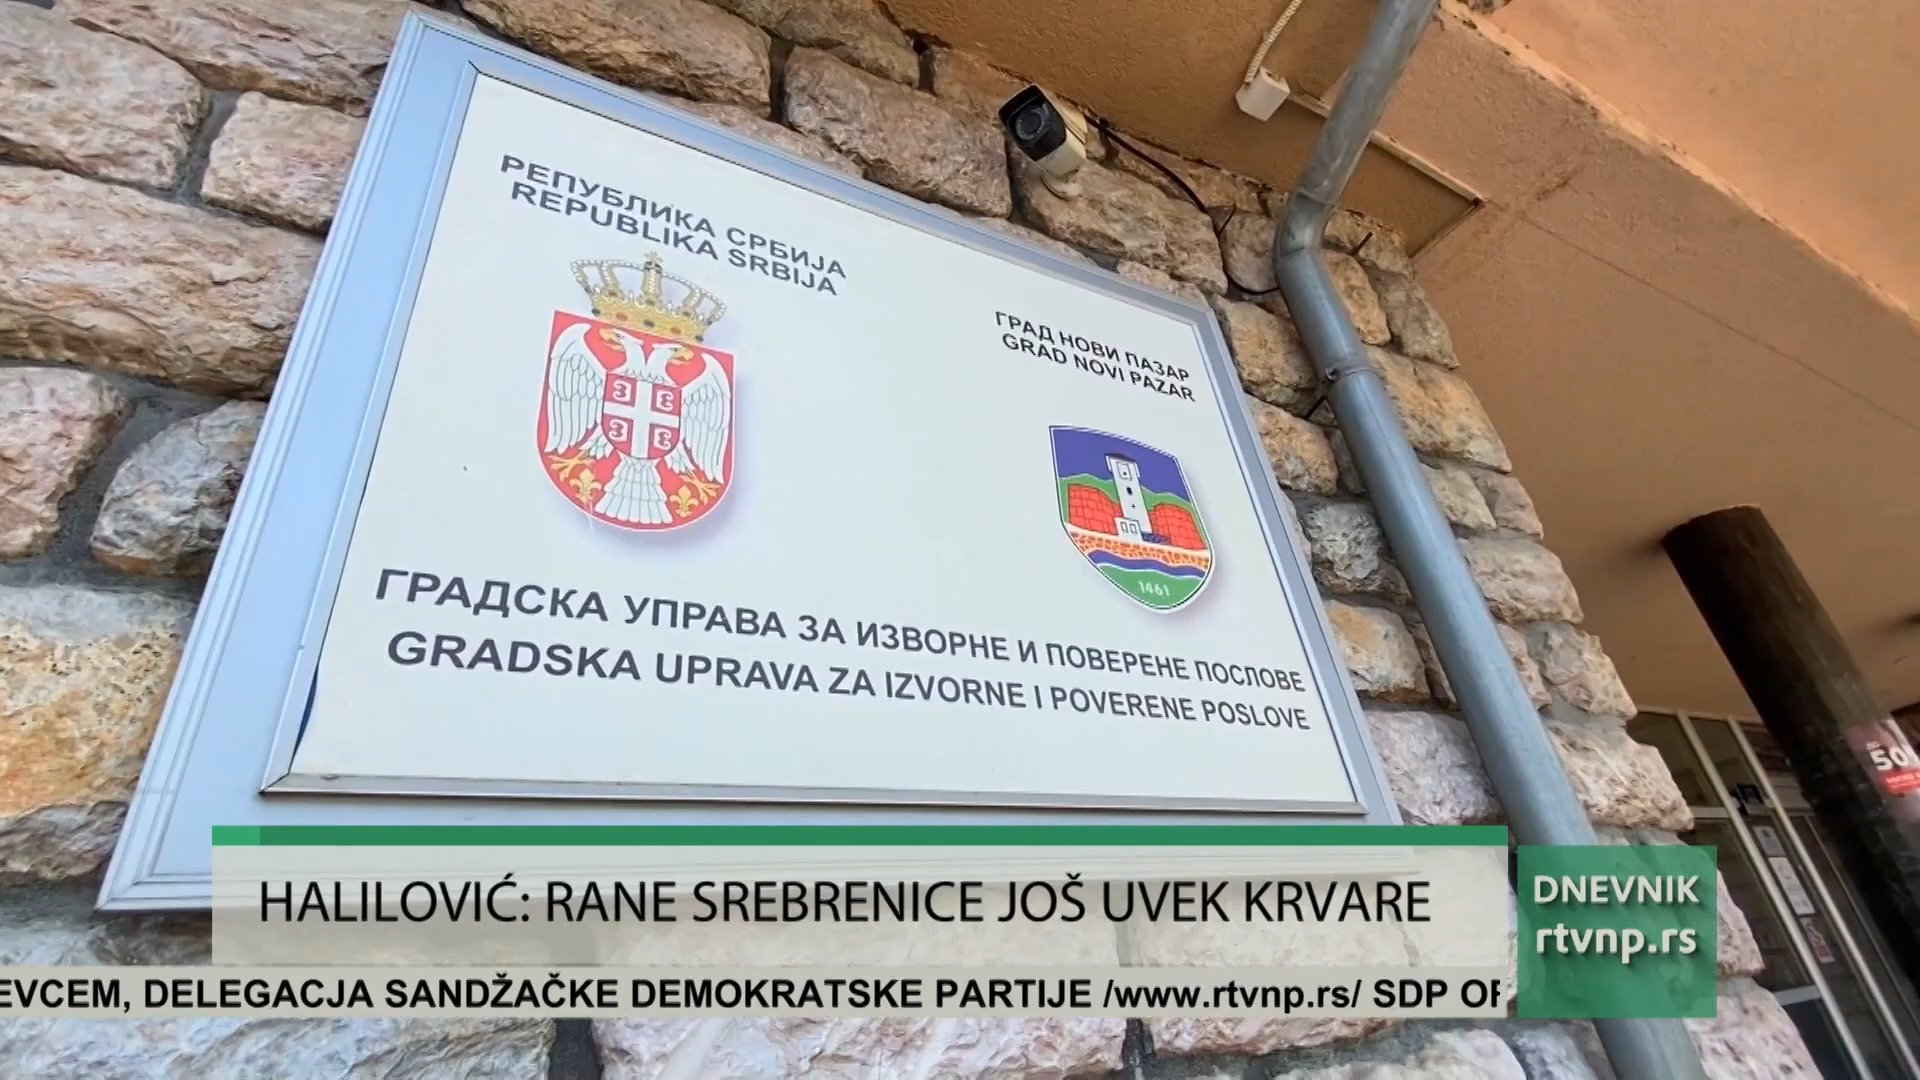 РЕПУБЛИКА СРБИЈА
REPUBLIKA SRBIJA
ГРАД НОВИ ПАЗАР
GRAD NOVI PAZAR
1461
ГРАДСКА УПРАВА ЗА ИЗВОРНЕ И ПОВЕРЕНЕ ПОСЛОВЕ
GRADSKA UPRAVA ZA IZVORNE I POVERENE POSLOVE
50
HALILOVIĆ: RANE SREBRENICE JOŠ UVEK KRVARE
DNEVNIK
rtvnp.rs
EVCEM, DELEGACJA SANDŽAČKE DEMOKRATSKE PARTIJE /www.rtvnp.rs/ SDP